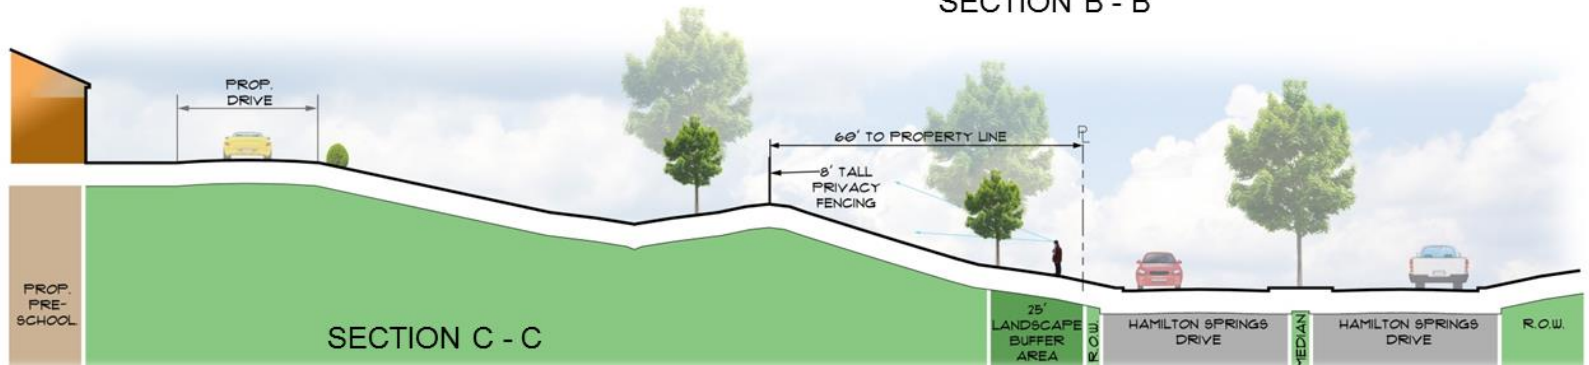 SECTION B - B
PROP.
DRIVE
60' TO PROPERTY LINE
PL
8' TALL
PRIVACY
FENCING
PROP.
PRE-
SCHOOL
SECTION C - C
25'
LANDSCAPE
BUFFER
AREA
R.O.W.
HAMILTON SPRINGS
DRIVE
MEDIAN
HAMILTON SPRINGS
DRIVE
R.O.W.